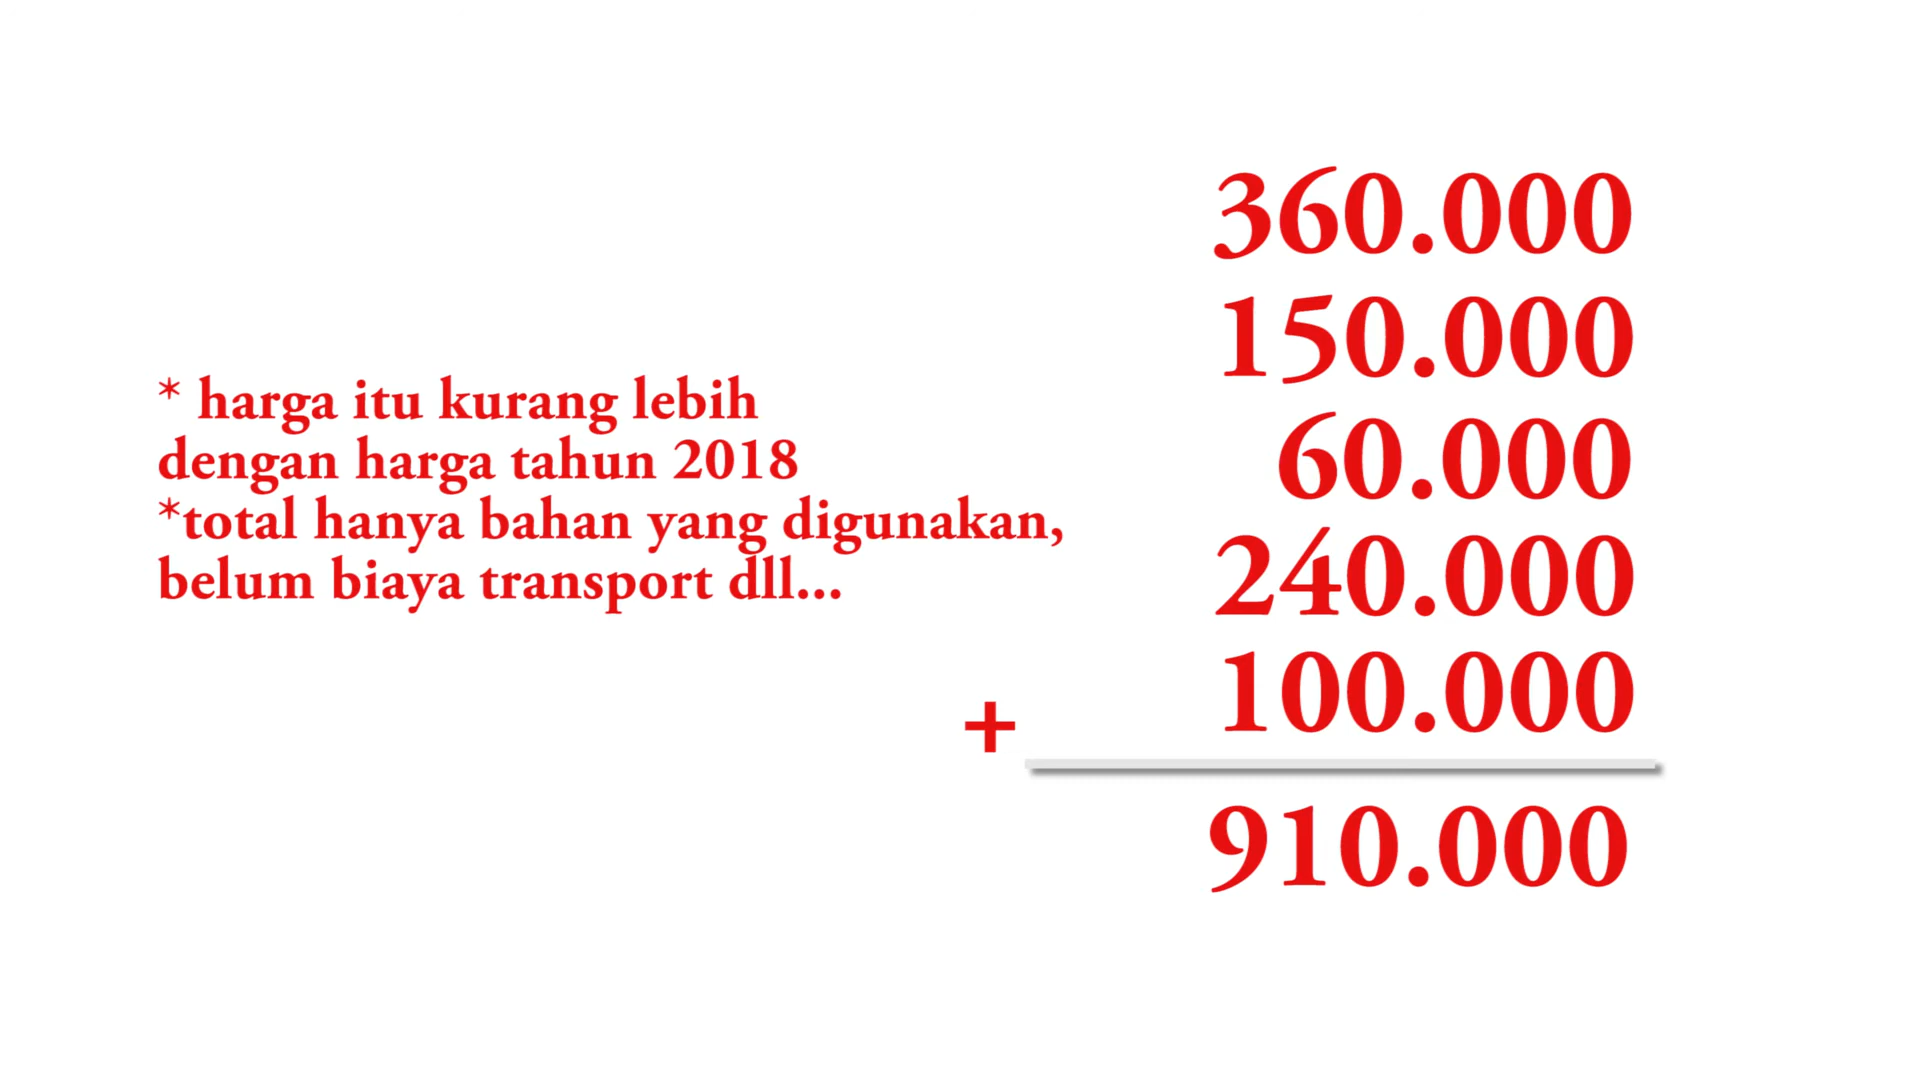 * harga itu kurang lebih
dengan harga tahun 2018
*total hanya bahan yang digunakan,
belum biaya transport dll...
360.000
150.000
60.000
240.000
100.000
+
910.000